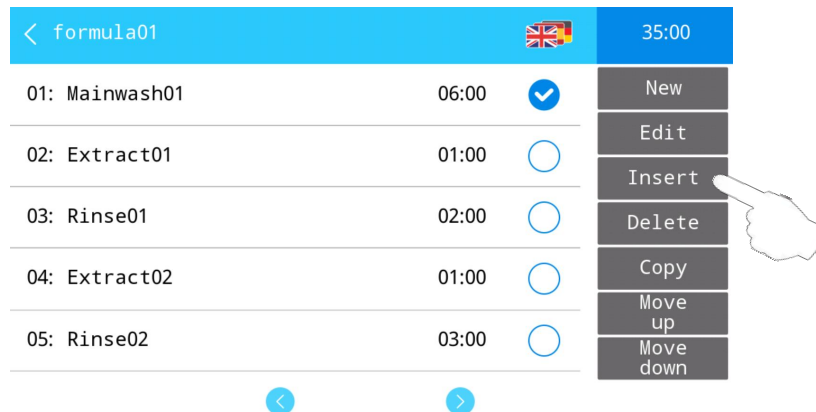 formula01
35:00
01: Mainwash01 06:00
02: Extract01 01:00
03: Rinse01 02:00
04: Extract02 01:00
05: Rinse02 03:00
New
Edit
Insert
Delete
Copy
Move
up
Move
down